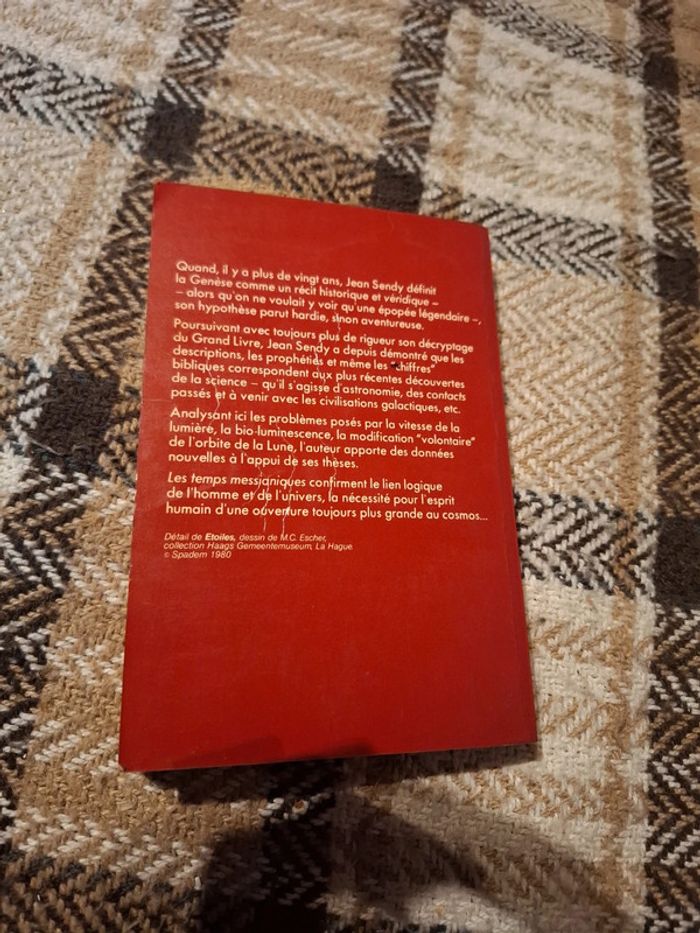 Quand, il y a plus de vingt ans, Jean Sendy définit
la Genèse comme un récit historique et véridique –
– alors qu'on ne voulait y voir qu'une épopée légendaire –,
son hypothèse parut hardie, sinon aventureuse.
Poursuivant avec toujours plus de rigueur son décryptage
du Grand Livre, Jean Sendy a depuis démontré que les
descriptions, les prophéties et même les "chiffres"
bibliques correspondent aux plus récentes découvertes
de la science – qu'il s'agisse d'astronomie, des contacts
passés et à venir avec les civilisations galactiques, etc.
Analysant ici les problèmes posés par la vitesse de la
lumière, la bio-luminescence, la modification "volontaire"
de l'orbite de la Lune, l'auteur apporte des données
nouvelles à l'appui de ses thèses.
Les temps messianiques confirment le lien logique
de l'homme et de l'univers, la nécessité pour l'esprit
humain d'une ouverture toujours plus grande au cosmos...
Détail de Etoiles, dessin de M.C. Escher,
collection Haags Gemeentemuseum, La Hague.
© Spadem 1980